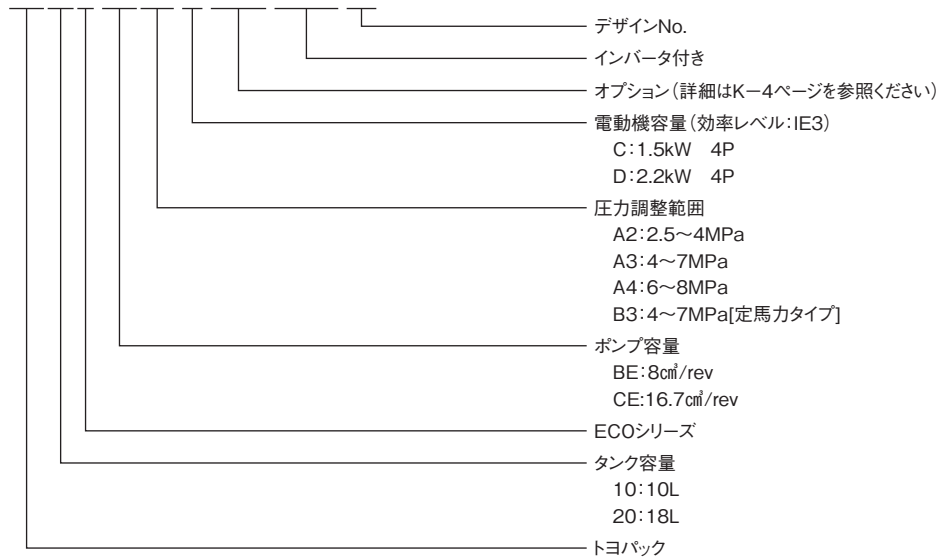 デザインNo.
インバータ付き
オプション(詳細はK－4ページを参照ください)
電動機容量(効率レベル:IE3)
C:1.5kW　4P
D:2.2kW　4P
圧力調整範囲
A2:2.5〜4MPa
A3:4〜7MPa
A4:6〜8MPa
B3:4〜7MPa[定馬力タイプ]
ポンプ容量
BE:8㎤/rev
CE:16.7㎤/rev
ECOシリーズ
タンク容量
10:10L
20:18L
トヨパック